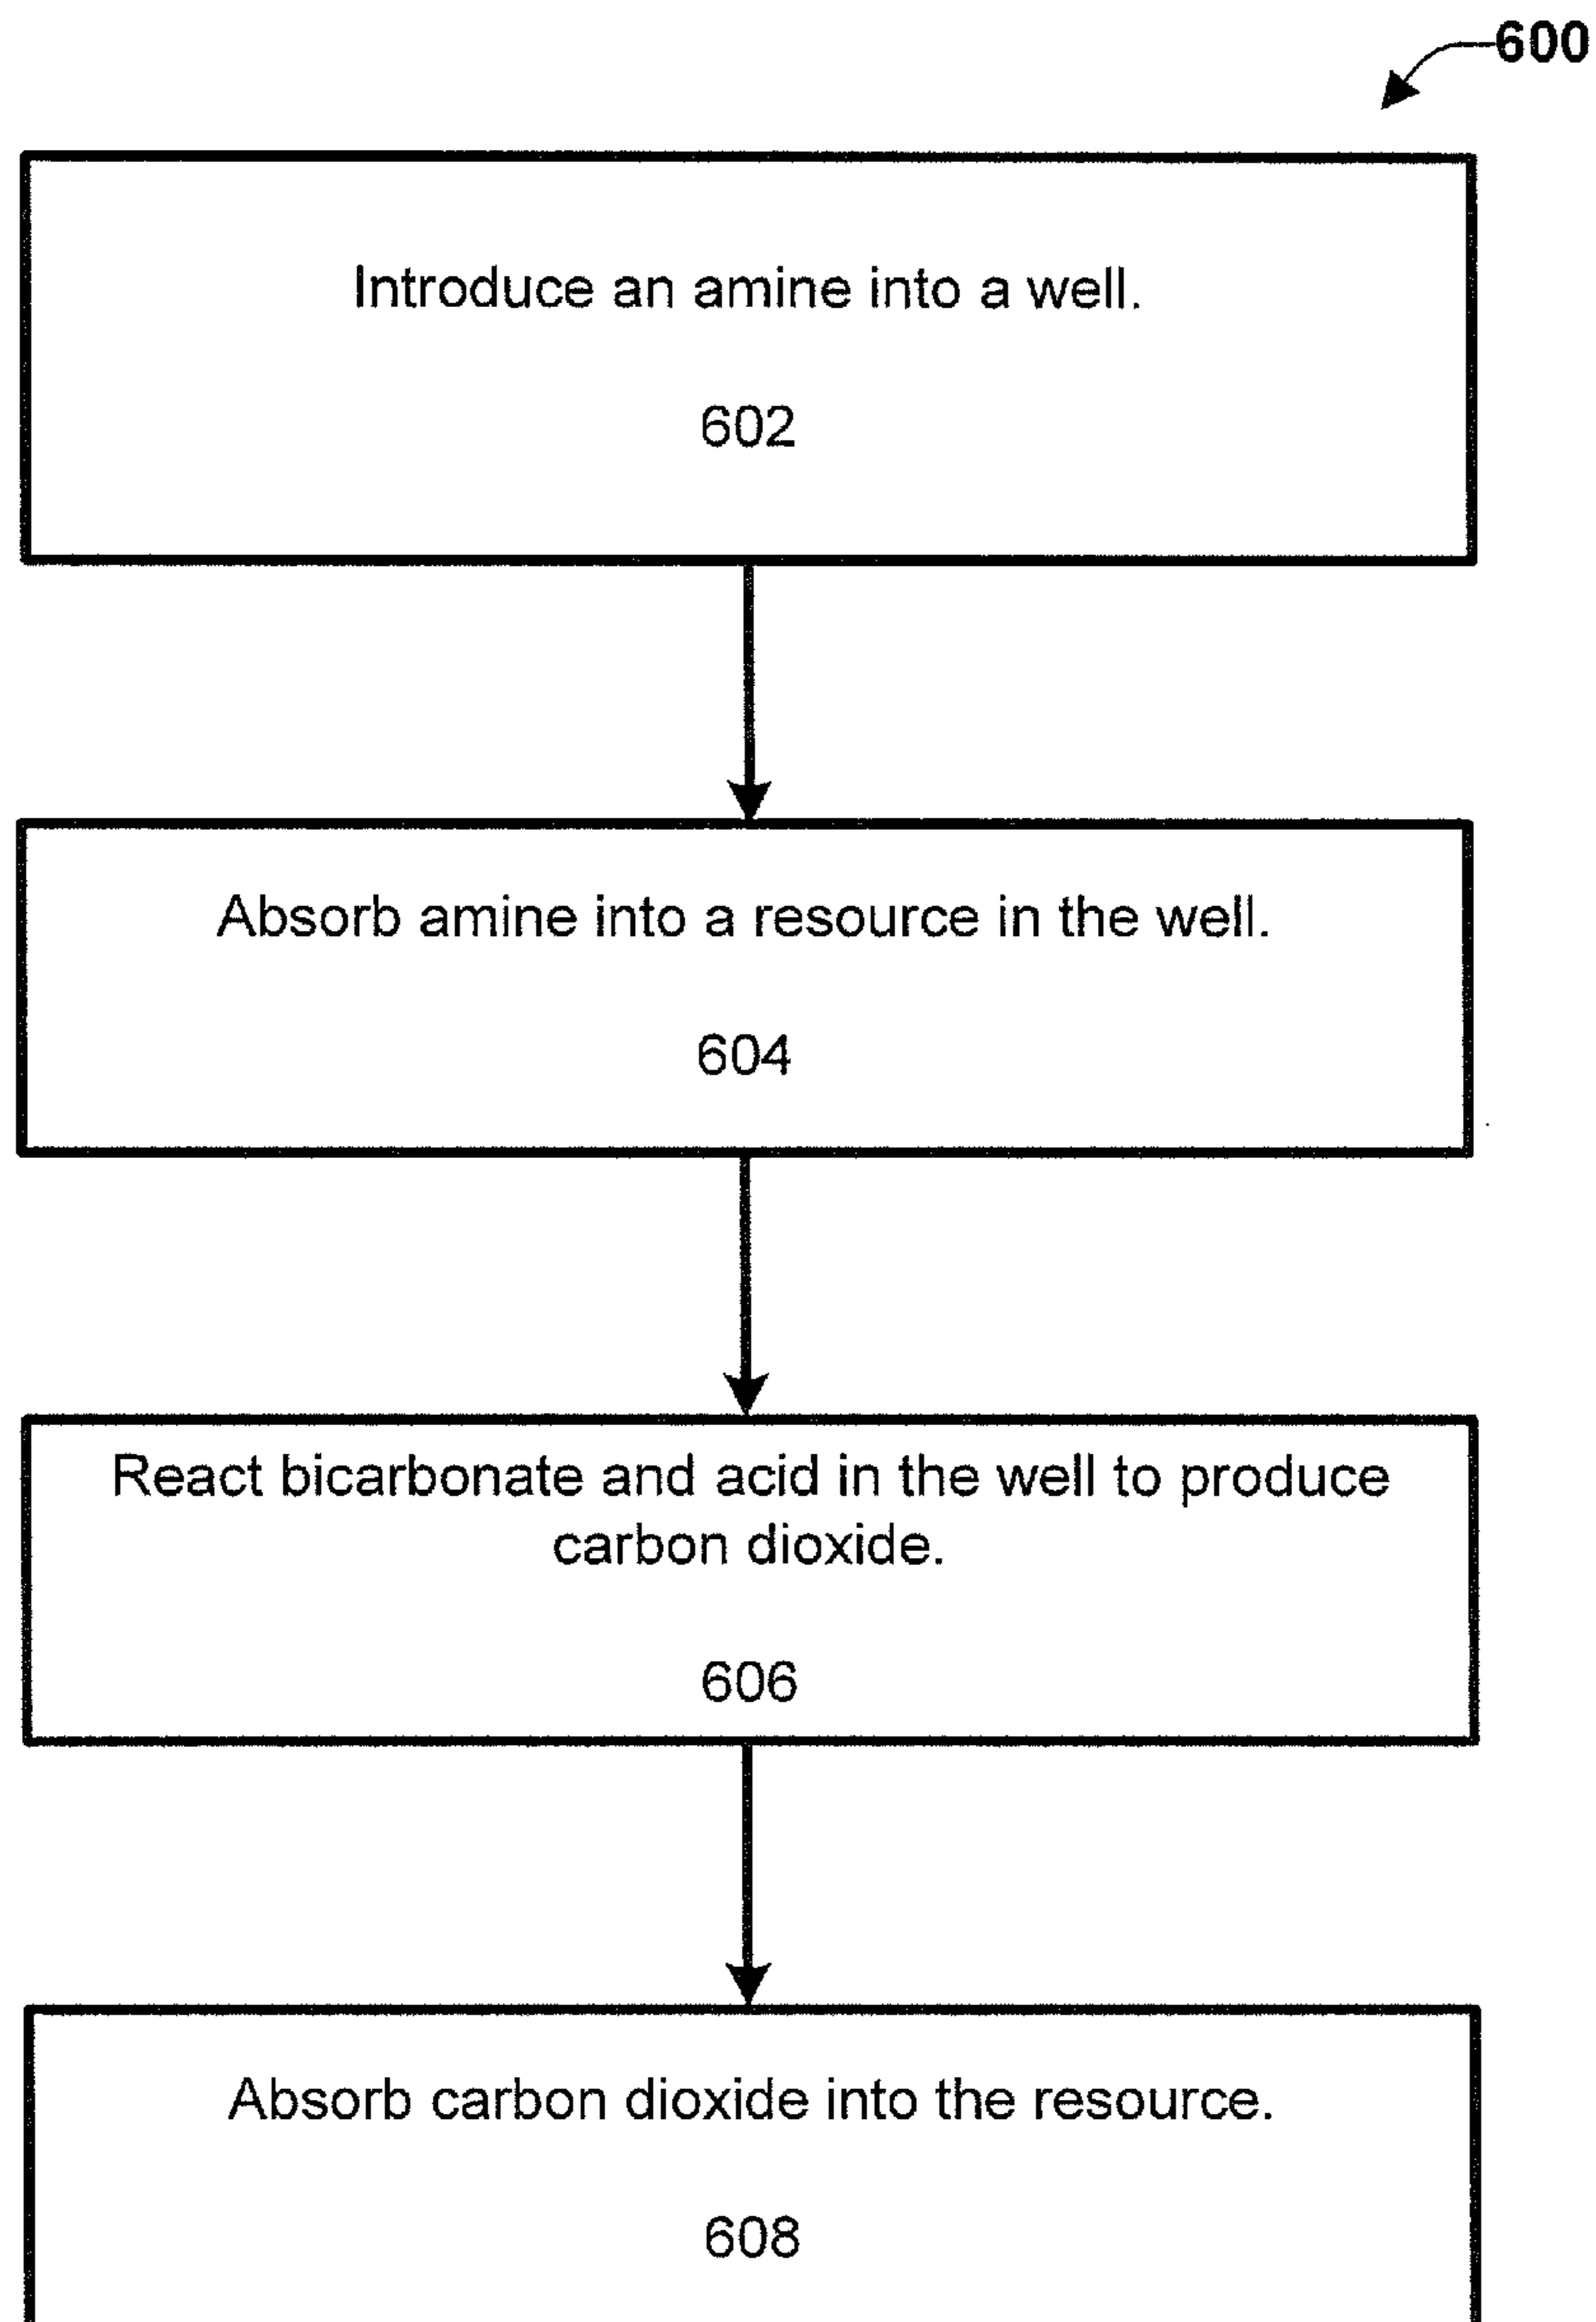 600
Introduce an amine into a well.
602
Absorb amine into a resource in the well.
604
React bicarbonate and acid in the well to produce
carbon dioxide.
606
Absorb carbon dioxide into the resource.
608